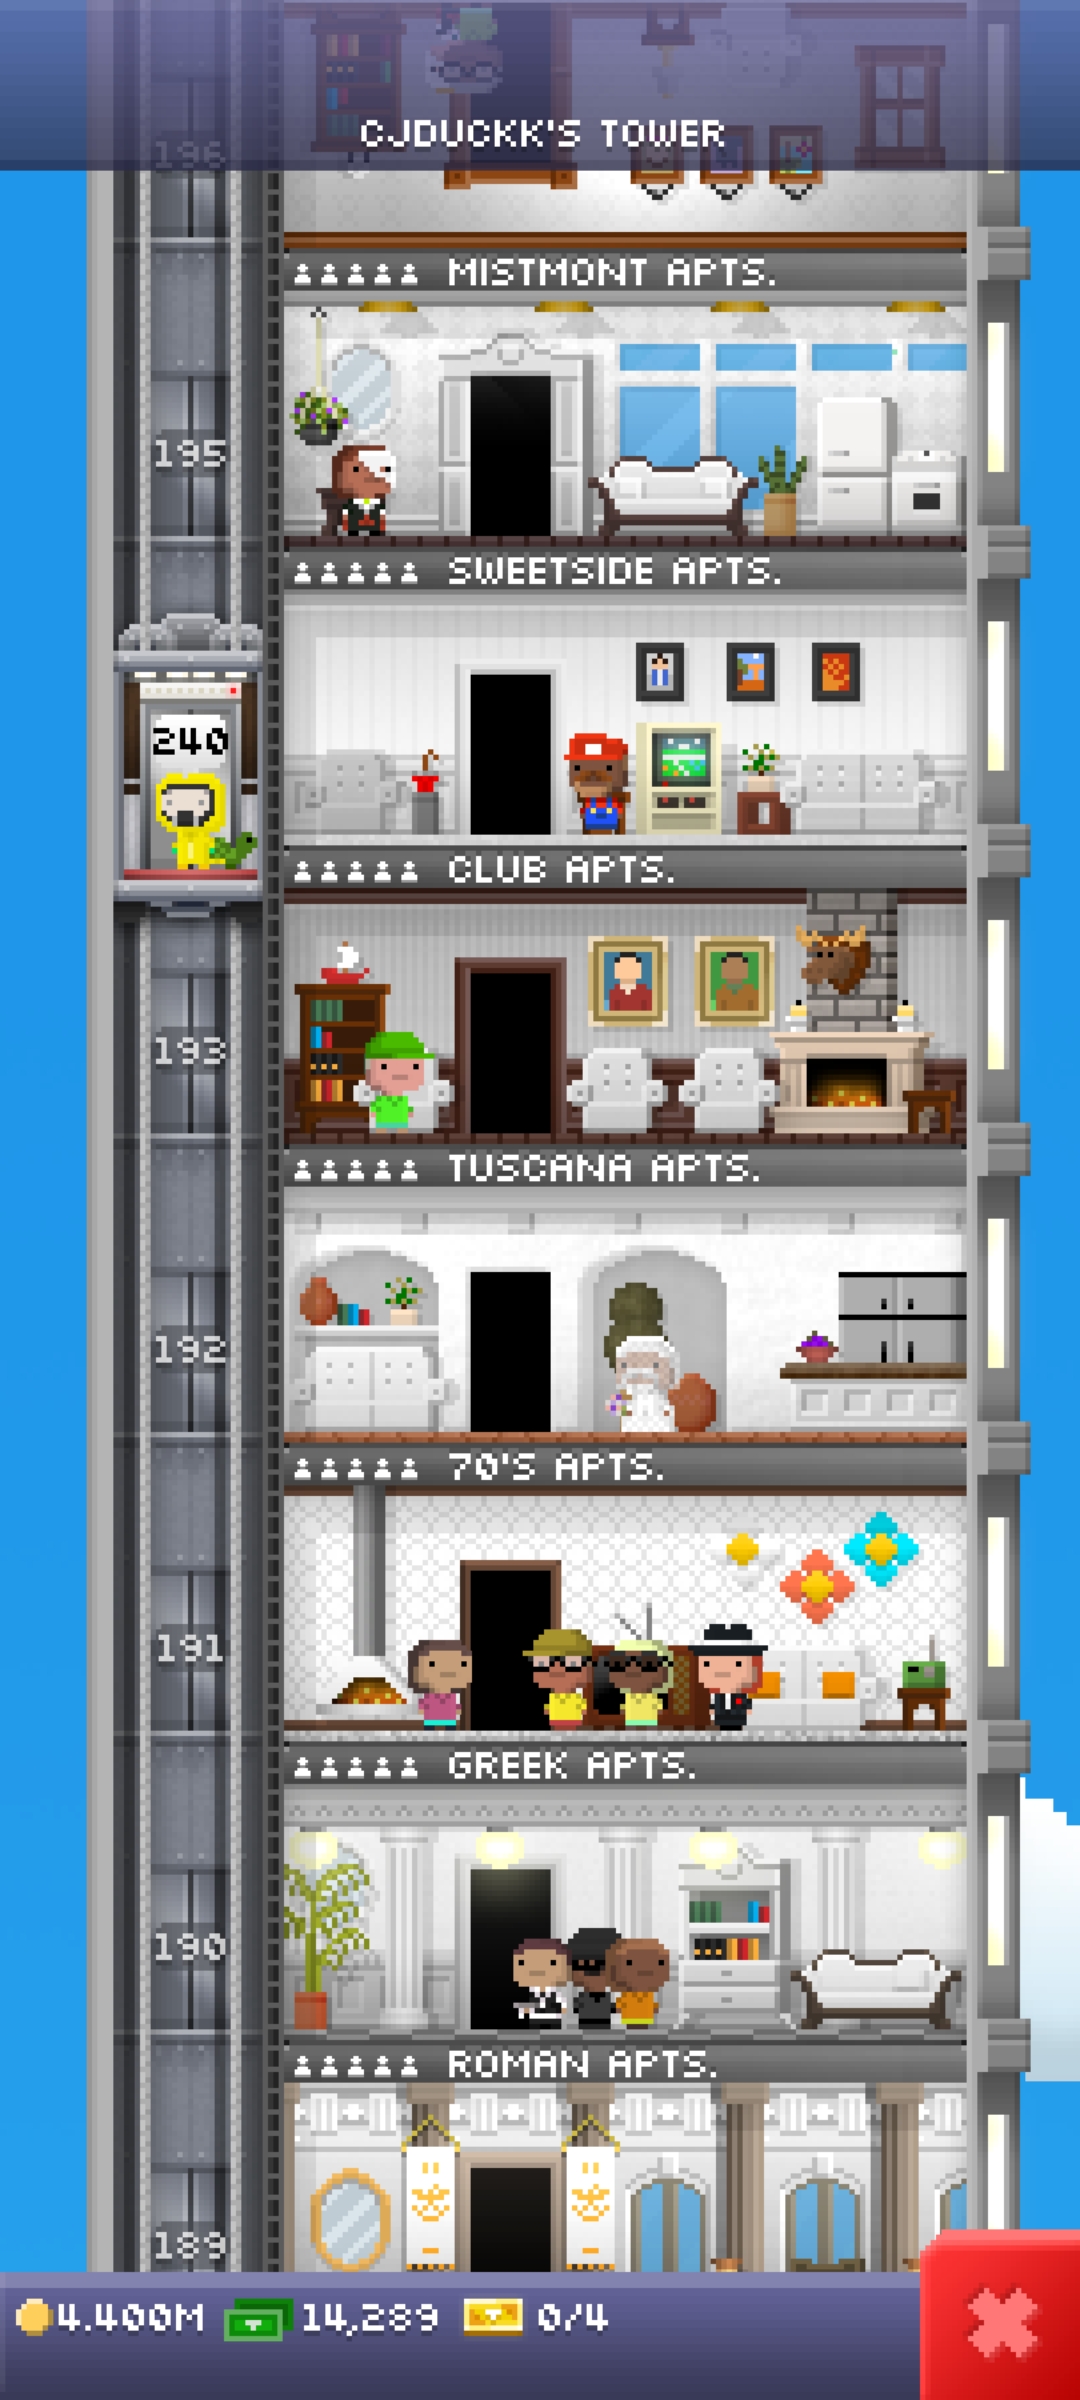 CJDUCKK'S TOWER
196
MISTMONT APTS.
195
SWEETSIDE APTS.
240
CLUB APTS.
193
TUSCANA APTS.
192
70'S APTS.
191
GREEK APTS.
190
ROMAN APTS.
189
4.400M 14,289 0/4